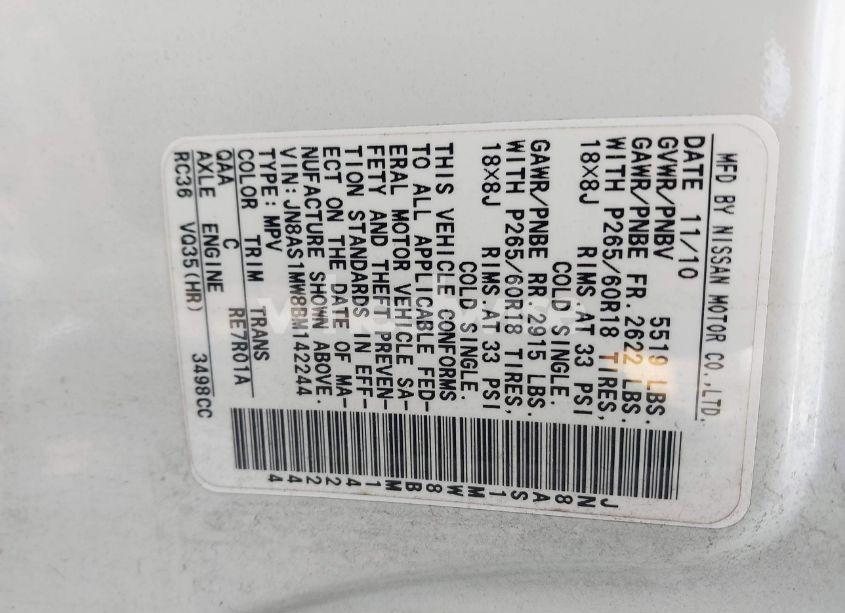 MFD BY NISSAN MOTOR CO.,LTD.
DATE 11/10
GVWR/PNBV 5519 LBS.
GAWR/PNBE FR. 2622 LBS.
WITH P265/60R18 TIRES,
18X8J RIMS.AT 33 PSI
COLD SINGLE.
GAWR/PNBE RR. 2915 LBS.
WITH P265/60R18 TIRES,
18X8J RIMS.AT 33 PSI
COLD SINGLE.
THIS VEHICLE CONFORMS
TO ALL APPLICABLE FED-
ERAL MOTOR VEHICLE SA-
FETY AND THEFT PREVEN-
TION STANDARDS IN EFF-
ECT ON THE DATE OF MA-
NUFACTURE SHOWN ABOVE.
VIN: JN8AS1MW8BM142244
TYPE: MPV
COLOR TRIM TRANS
QAA C RE7R01A
AXLE ENGINE
RC36 VQ35(HR) 3498CC
JN8AS1MW8BM142244